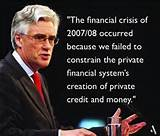 "The financial crisis of
2007/08 occurred
because we failed to
constrain the private
financial system's
creation of private
credit and money."